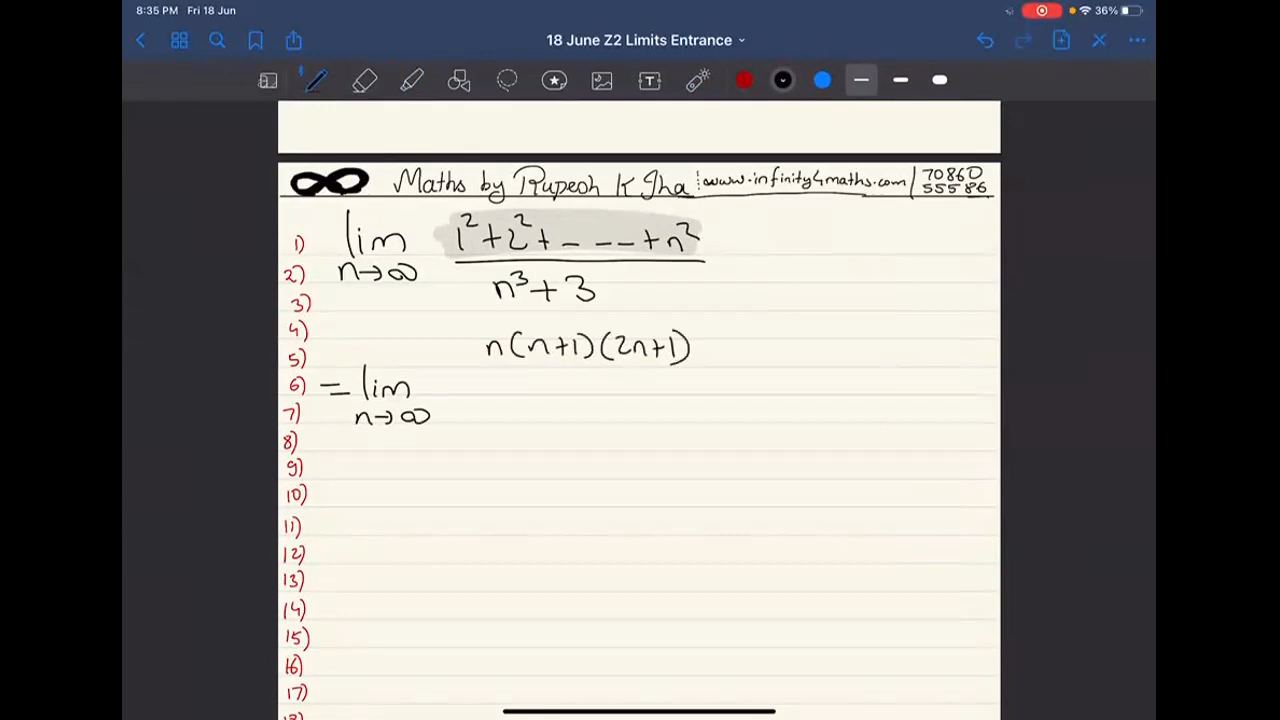 8:35 PM Fri 18 Jun 36%
18 June Z2 Limits Entrance
T
∞ Maths by Rupesh K Jha www.infinity4maths.com 70860 55586
1) lim n→∞ 1²+2²+----+n²
2) n³+3
3)
4) n(n+1)(2n+1)
5)
6) = lim n→∞
7)
8)
9)
10)
11)
12)
13)
14)
15)
16)
17)